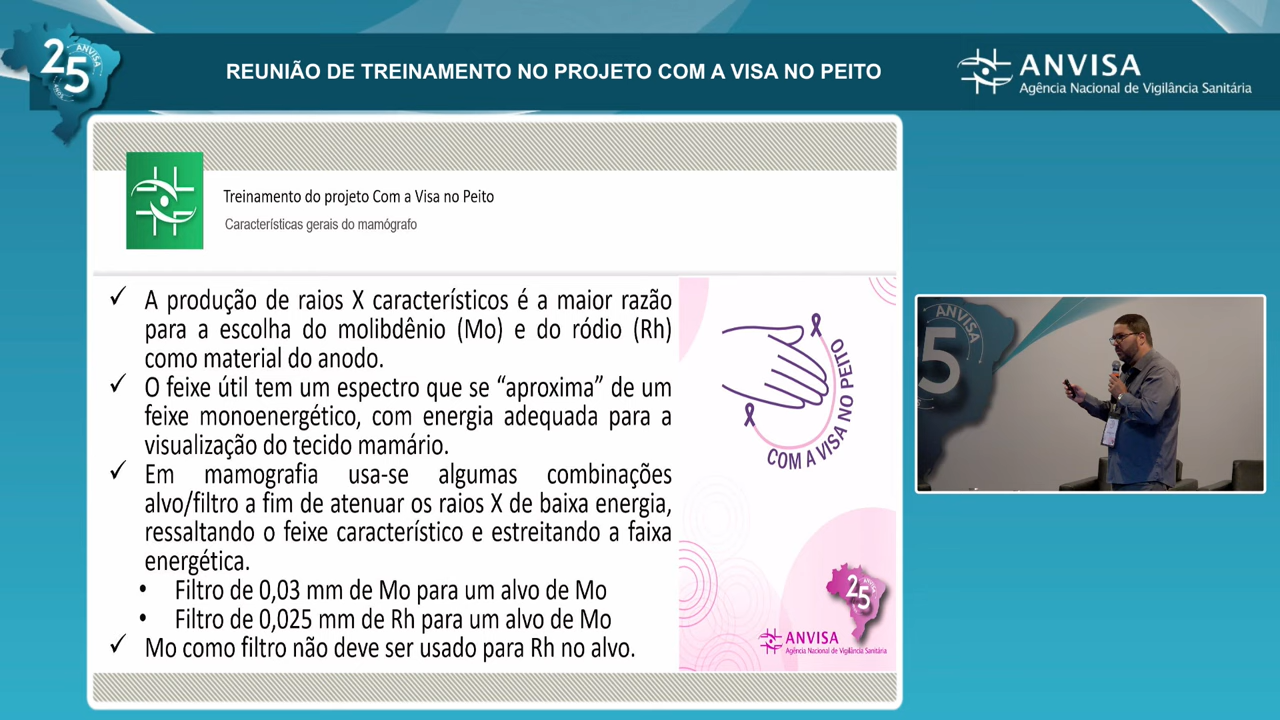 25
ANVISA
REUNIÃO DE TREINAMENTO NO PROJETO COM A VISA NO PEITO
ANVISA
Agência Nacional de Vigilância Sanitária
Treinamento do projeto Com a Visa no Peito
Características gerais do mamógrafo
A produção de raios X característicos é a maior razão
para a escolha do molibdênio (Mo) e do ródio (Rh)
como material do anodo.
O feixe útil tem um espectro que se “aproxima” de um
feixe monoenergético, com energia adequada para a
visualização do tecido mamário.
Em mamografia usa-se algumas combinações
alvo/filtro a fim de atenuar os raios X de baixa energia,
ressaltando o feixe característico e estreitando a faixa
energética.
• Filtro de 0,03 mm de Mo para um alvo de Mo
• Filtro de 0,025 mm de Rh para um alvo de Mo
Mo como filtro não deve ser usado para Rh no alvo.
COM A VISA NO PEITO
25
ANVISA
ANVISA
Agência Nacional de Vigilância Sanitária
ANVISA
5